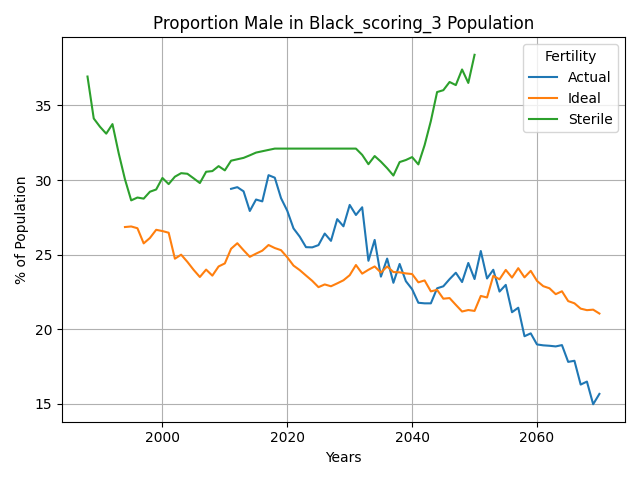 Proportion Male in Black_scoring_3 Population
% of Population
35
30
25
20
15
2000
2020
2040
2060
Years
Fertility
Actual
Ideal
Sterile